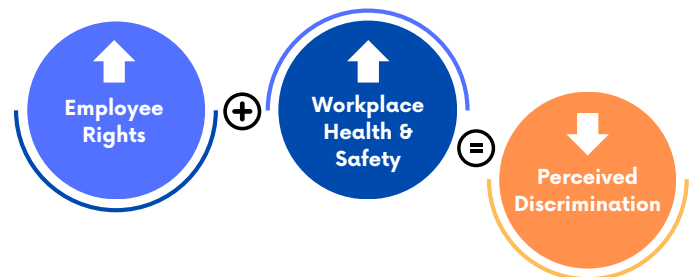 Employee
Rights
+
Workplace
Health &
Safety
=
Perceived
Discrimination